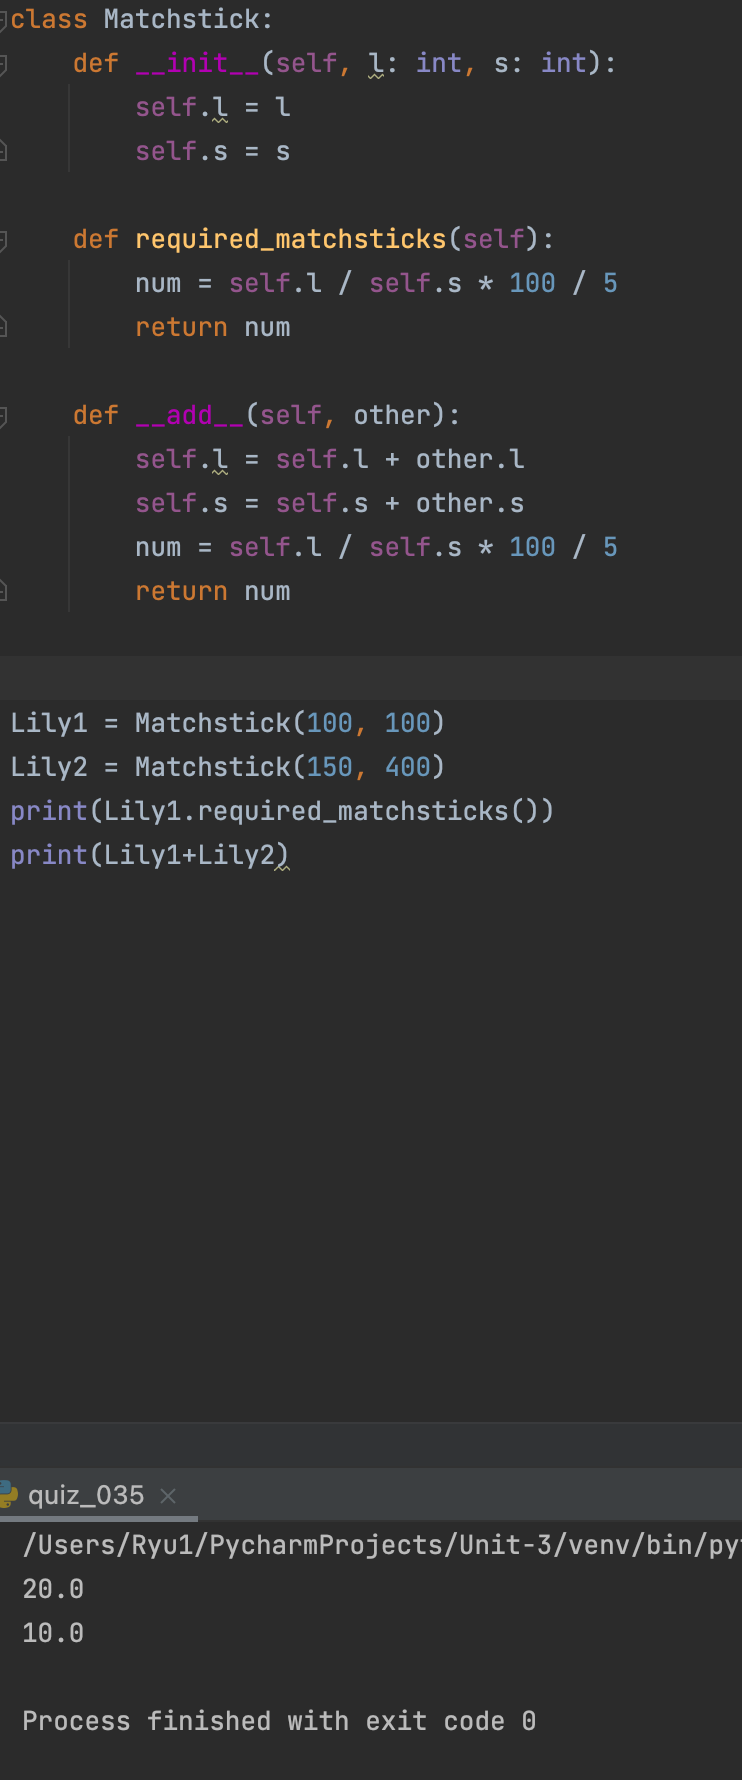 class Matchstick:
    def __init__(self, l: int, s: int):
        self.l = l
        self.s = s

    def required_matchsticks(self):
        num = self.l / self.s * 100 / 5
        return num

    def __add__(self, other):
        self.l = self.l + other.l
        self.s = self.s + other.s
        num = self.l / self.s * 100 / 5
        return num

Lily1 = Matchstick(100, 100)
Lily2 = Matchstick(150, 400)
print(Lily1.required_matchsticks())
print(Lily1+Lily2)
quiz_035
/Users/Ryu1/PycharmProjects/Unit-3/venv/bin/py
20.0
10.0

Process finished with exit code 0